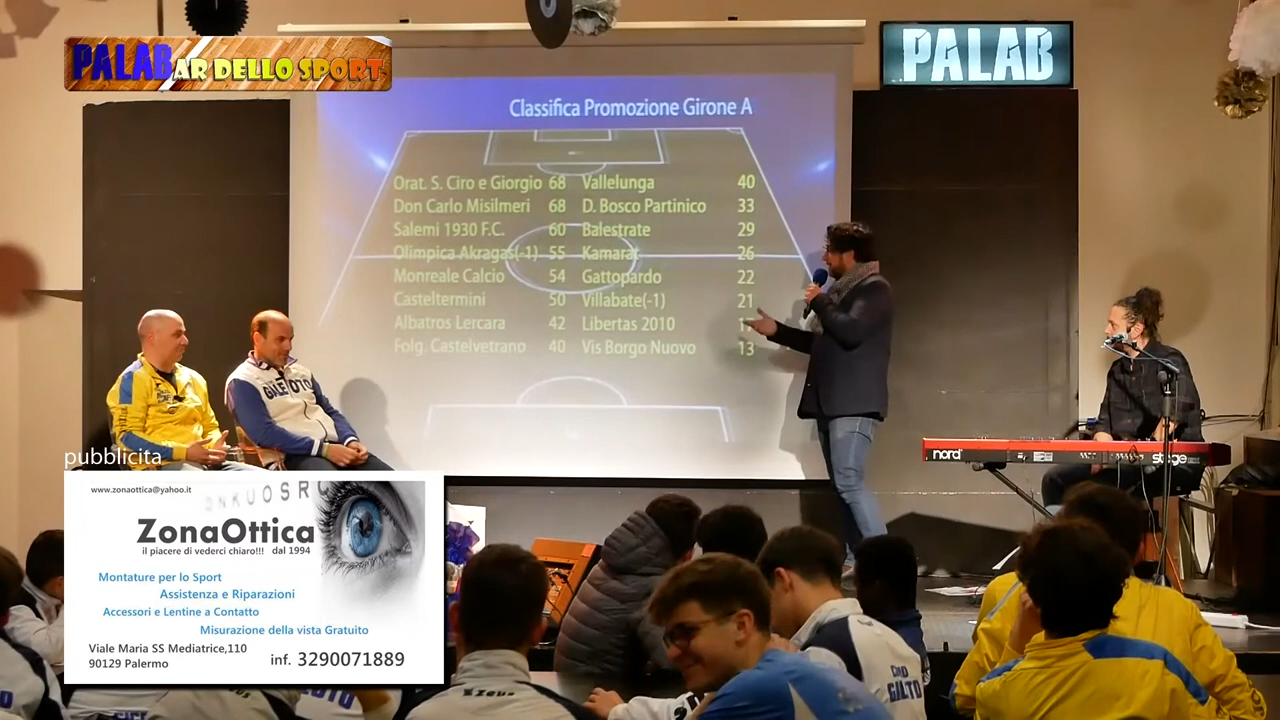 PALABAR DELLO SPORT
PALAB
Classifica Promozione Girone A
Orat. S. Ciro e Giorgio 68 Vallelunga 40
Don Carlo Misilmeri 68 D. Bosco Partinico 33
Salemi 1930 F.C. 60 Balestrate 29
Olimpica Akragas(-1) 55 Kamarat 26
Monreale Calcio 54 Gattopardo 22
Casteltermini 50 Villabate(-1) 21
Albatros Lercara 42 Libertas 2010
Folg. Castelvetrano 40 Vis Borgo Nuovo 13
nord stage
pubblicita
www.zonaottica@yahoo.it
ZonaOttica
il piacere di vederci chiaro!!! dal 1994
Montature per lo Sport
Assistenza e Riparazioni
Accessori e Lentine a Contatto
Misurazione della vista Gratuito
Viale Maria SS Mediatrice,110
90129 Palermo
inf. 3290071889